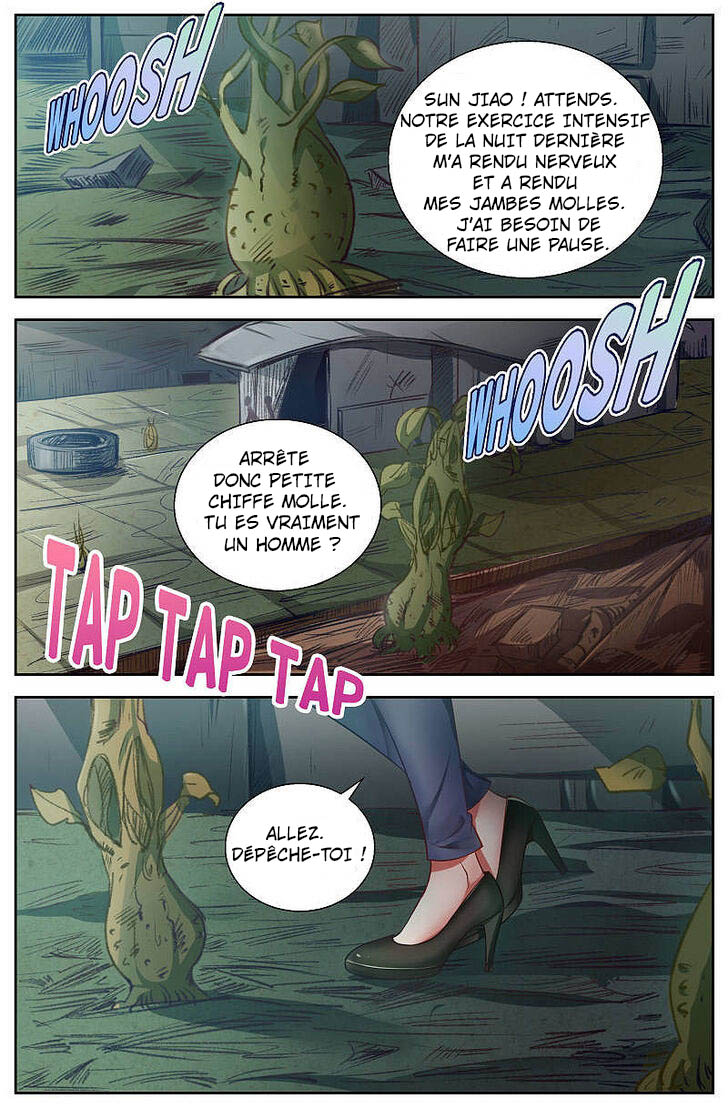 WHOOSH
SUN JIAO ! ATTENDS.
NOTRE EXERCICE INTENSIF
DE LA NUIT DERNIÈRE
M'A RENDU NERVEUX
ET A RENDU
MES JAMBES MOLLES.
J'AI BESOIN DE
FAIRE UNE PAUSE.
WHOOSH
ARRÊTE
DONC PETITE
CHIFFE MOLLE.
TU ES VRAIMENT
UN HOMME ?
TAP TAP TAP
ALLEZ.
DÉPÊCHE-TOI !